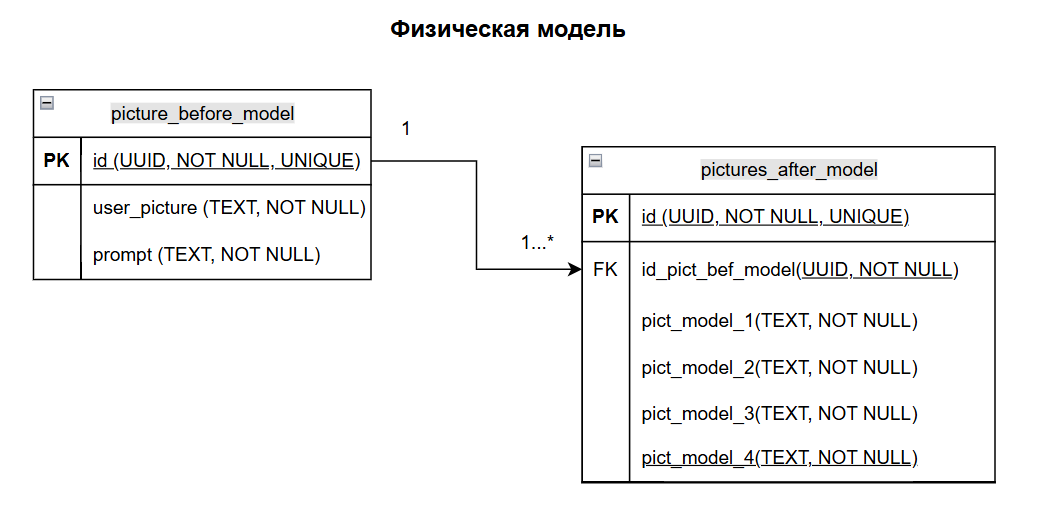 Физическая модель
picture_before_model
PK id (UUID, NOT NULL, UNIQUE)
user_picture (TEXT, NOT NULL)
prompt (TEXT, NOT NULL)
1
1...*
pictures_after_model
PK id (UUID, NOT NULL, UNIQUE)
FK id_pict_bef_model(UUID, NOT NULL)
pict_model_1(TEXT, NOT NULL)
pict_model_2(TEXT, NOT NULL)
pict_model_3(TEXT, NOT NULL)
pict_model_4(TEXT, NOT NULL)